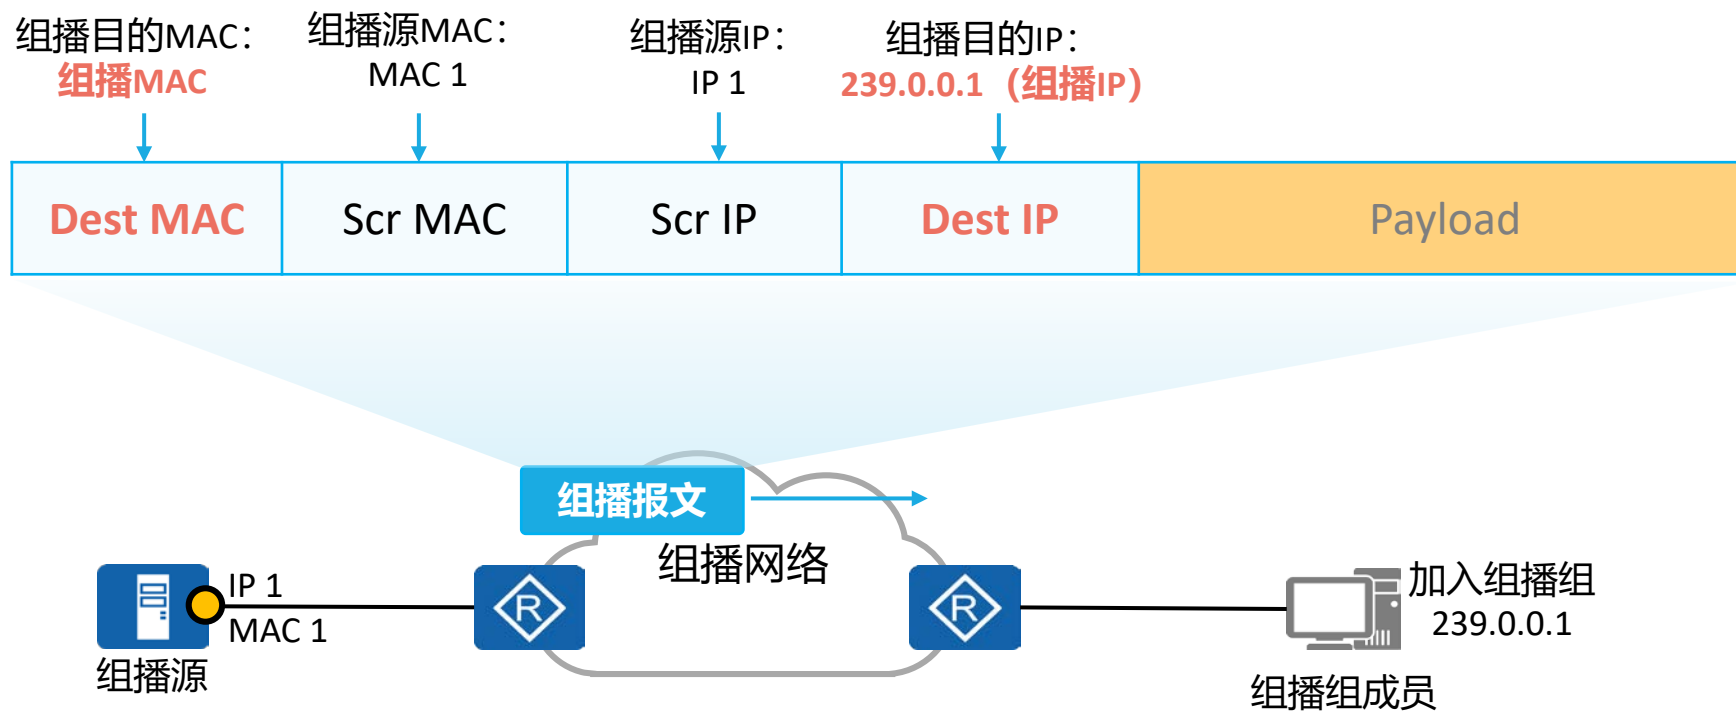 组播目的MAC：
组播MAC
组播源MAC：
MAC 1
组播源IP：
IP 1
组播目的IP：
239.0.0.1（组播IP）
Dest MAC
Scr MAC
Scr IP
Dest IP
Payload
组播报文
组播网络
IP 1
MAC 1
组播源
R
R
加入组播组
239.0.0.1
组播组成员